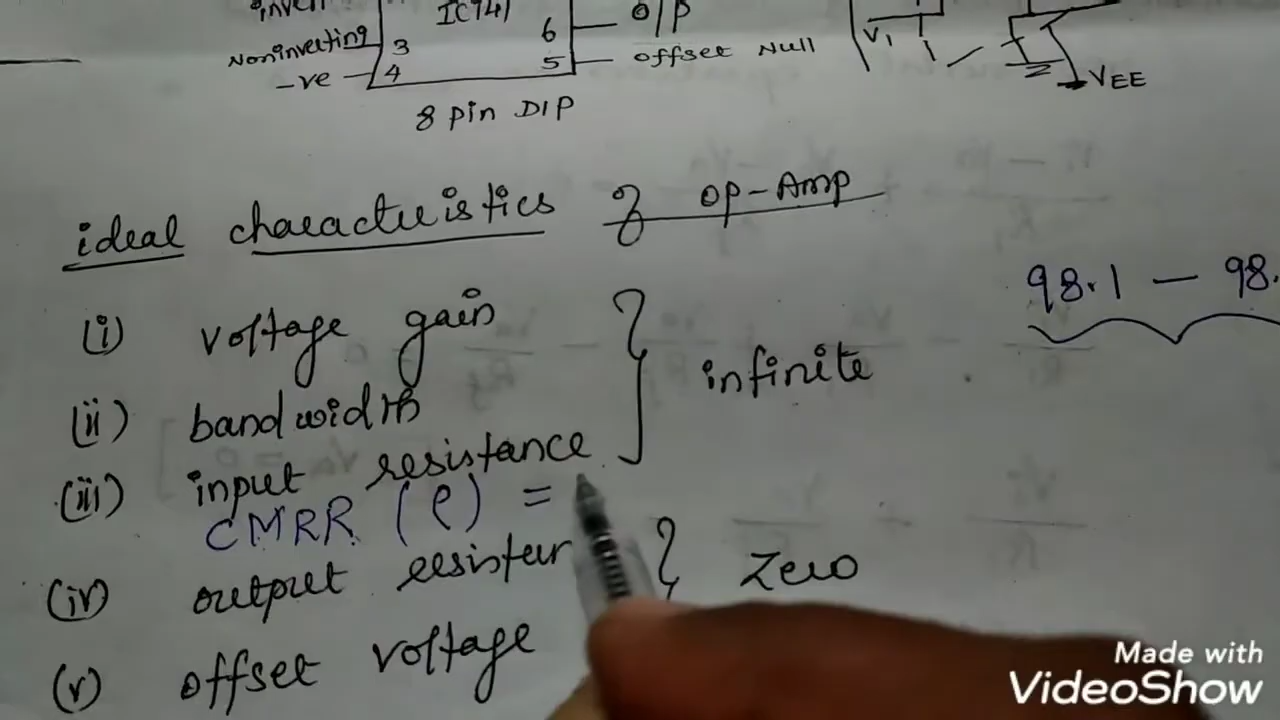 IC741
6 O/P
Noninverting 3
5 offset Null
-ve 4
V1
VEE
8 pin DIP
ideal characteristics of op-Amp
98.1 — 98.
(i) voltage gain
infinite
(ii) bandwidth
(iii) input resistance
CMRR (ρ) =
(iv) output
zero
(v) offset voltage
Made with
VideoShow